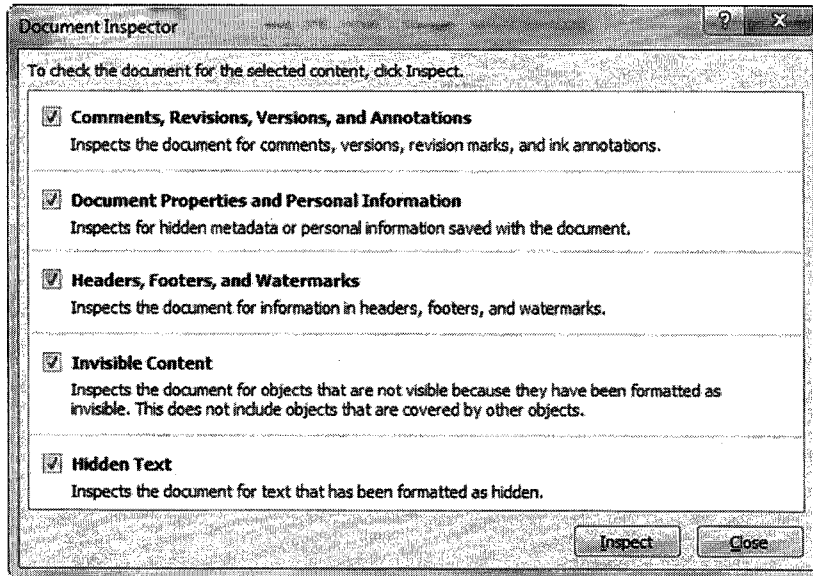 Document Inspector
To check the document for the selected content, click Inspect.
Comments, Revisions, Versions, and Annotations
Inspects the document for comments, versions, revision marks, and ink annotations.
Document Properties and Personal Information
Inspects for hidden metadata or personal information saved with the document.
Headers, Footers, and Watermarks
Inspects the document for information in headers, footers, and watermarks.
Invisible Content
Inspects the document for objects that are not visible because they have been formatted as
invisible. This does not include objects that are covered by other objects.
Hidden Text
Inspects the document for text that has been formatted as hidden.
Inspect Close